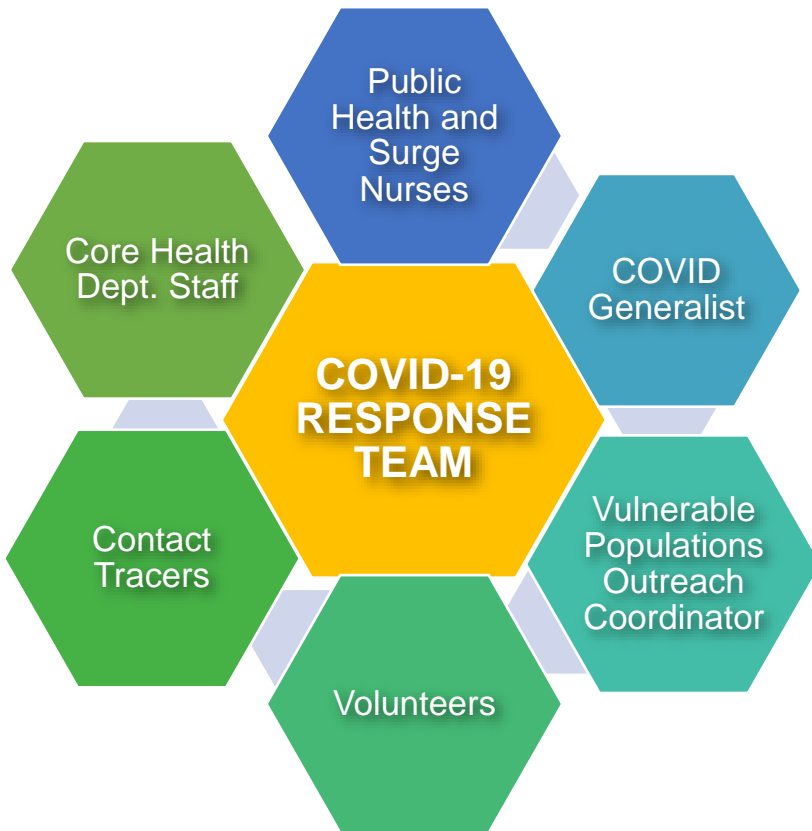 Public
Health and
Surge
Nurses
COVID
Generalist
Vulnerable
Populations
Outreach
Coordinator
Volunteers
Contact
Tracers
Core Health
Dept. Staff
COVID-19
RESPONSE
TEAM